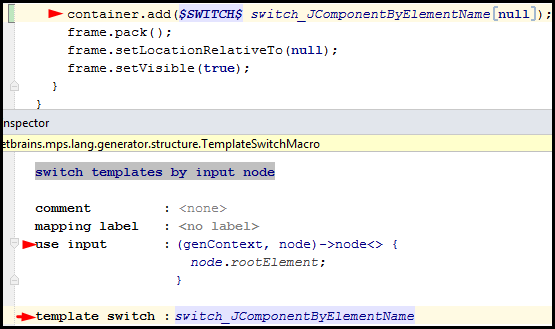 container.add($SWITCH$ switch_JComponentByElementName[null]);
frame.pack();
frame.setLocationRelativeTo(null);
frame.setVisible(true);
}
}
nspector
etbrains.mps.lang.generator.structure.TemplateSwitchMacro
switch templates by input node
comment : <none>
mapping label : <no label>
use input : (genContext, node)->node<> {
node.rootElement;
}
template switch : switch_JComponentByElementName